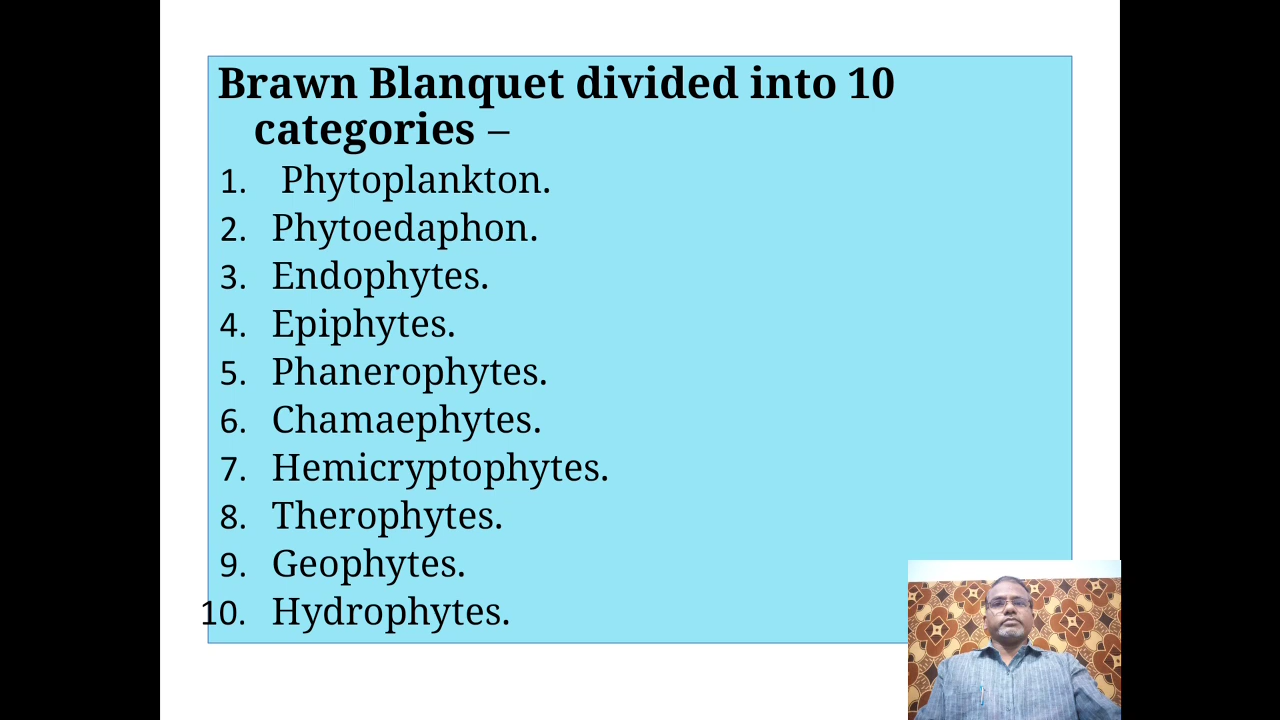 Brawn Blanquet divided into 10
categories –
1. Phytoplankton.
2. Phytoedaphon.
3. Endophytes.
4. Epiphytes.
5. Phanerophytes.
6. Chamaephytes.
7. Hemicryptophytes.
8. Therophytes.
9. Geophytes.
10. Hydrophytes.